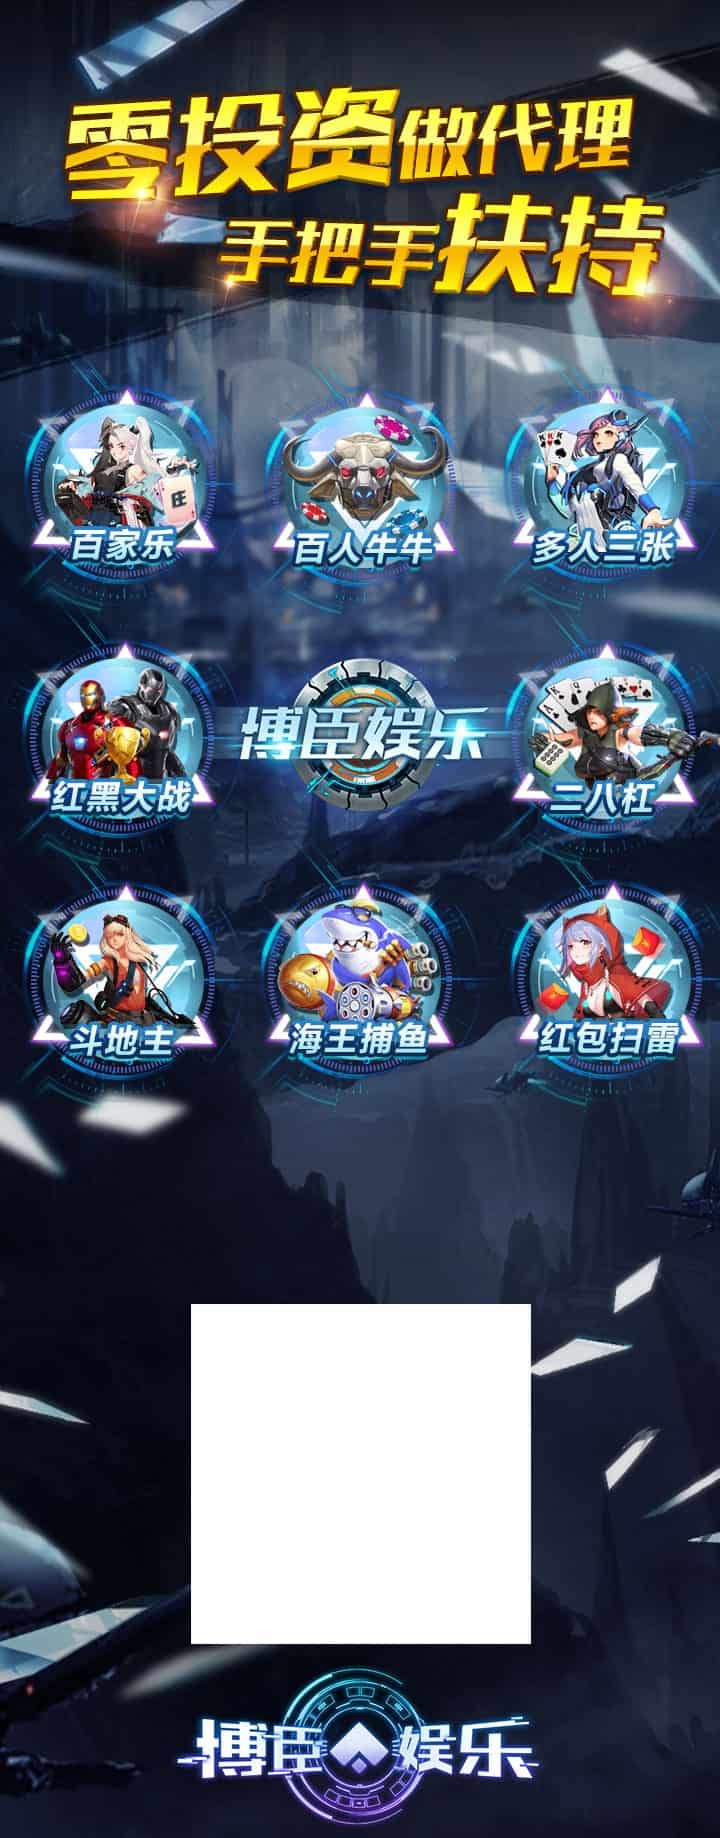 零投资做代理
手把手扶持
庄
百家乐
百人牛牛
多人三张
红黑大战
博臣娱乐
二八杠
斗地主
海王捕鱼
红包扫雷
博臣娱乐